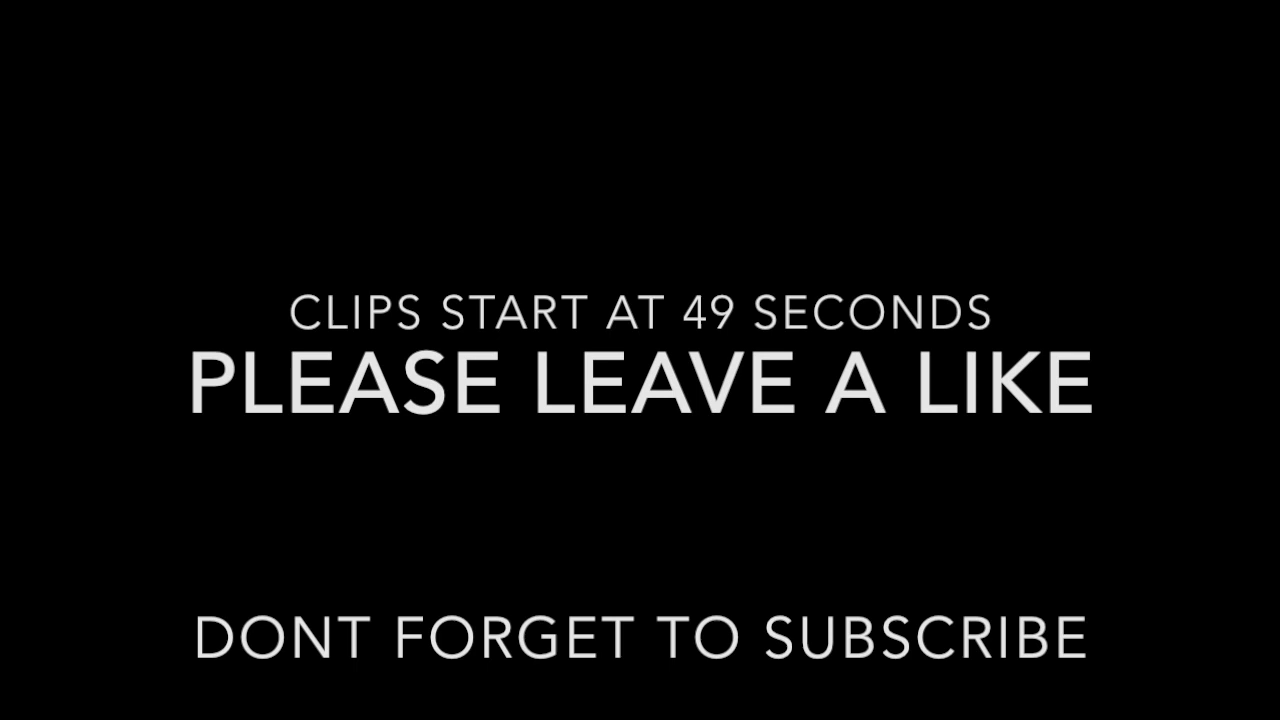 CLIPS START AT 49 SECONDS
PLEASE LEAVE A LIKE
DONT FORGET TO SUBSCRIBE